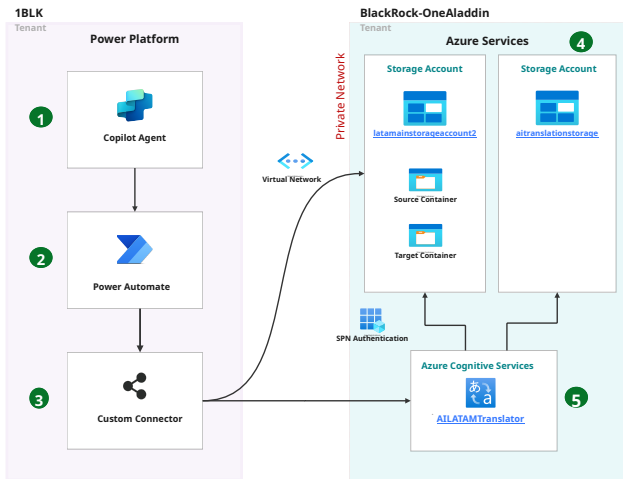 1BLK
Tenant
Power Platform
1
Copilot Agent
2
Power Automate
3
Custom Connector
Virtual Network
Private Network
BlackRock-OneAladdin
Tenant
Azure Services
4
Storage Account
latamainstorageaccount2
Source Container
Target Container
Storage Account
aitranslationstorage
SPN Authentication
Azure Cognitive Services
あ
a
AILATAMTranslator
5